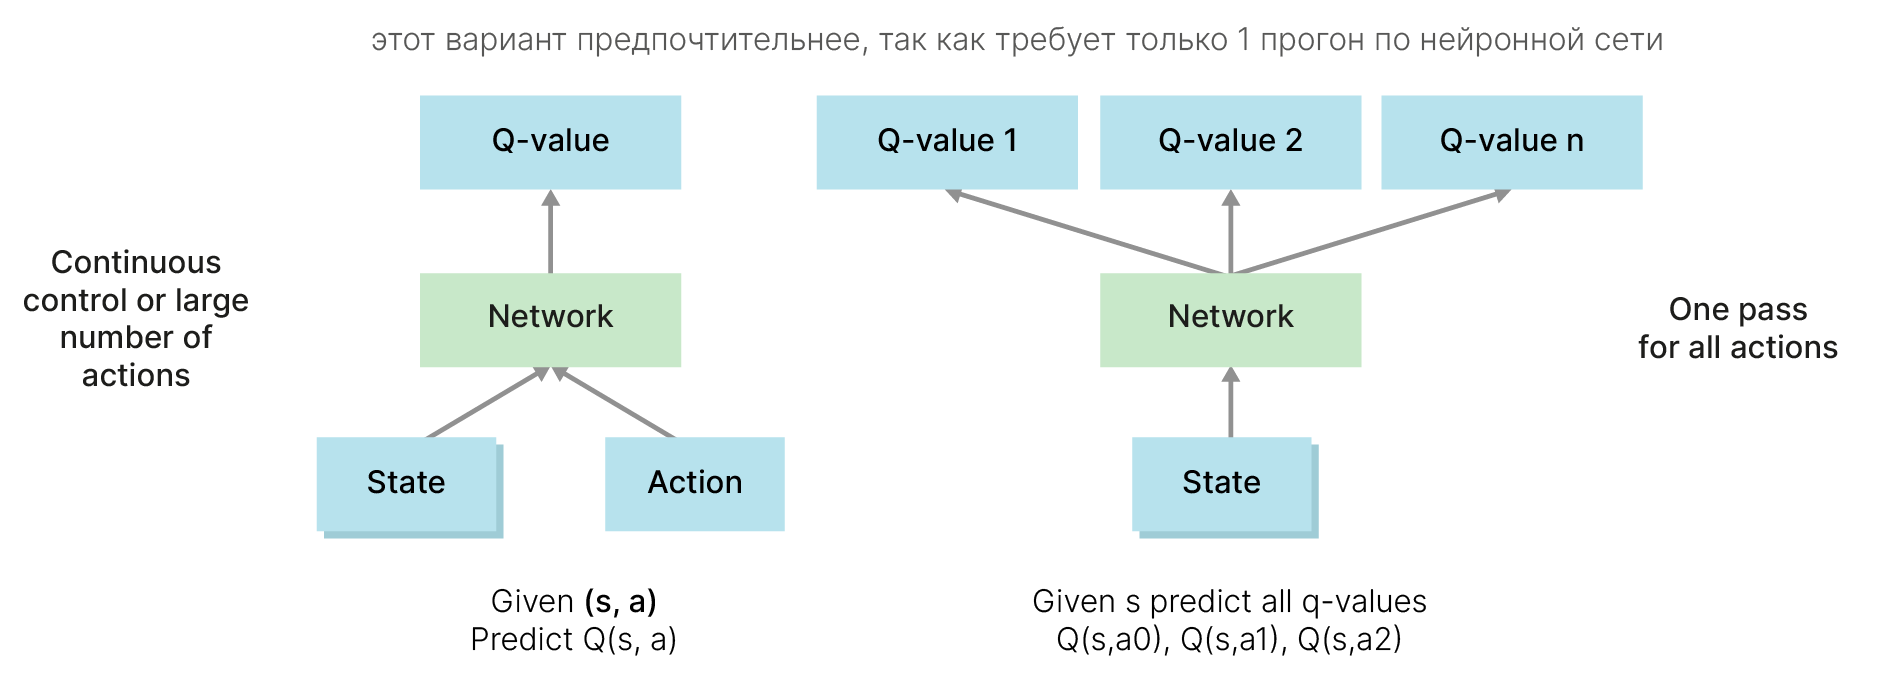 этот вариант предпочтительнее, так как требует только 1 прогон по нейронной сети
Q-value
Q-value 1
Q-value 2
Q-value n
Continuous
control or large
number of
actions
Network
Network
One pass
for all actions
State
Action
State
Given (s, a)
Predict Q(s, a)
Given s predict all q-values
Q(s,a0), Q(s,a1), Q(s,a2)